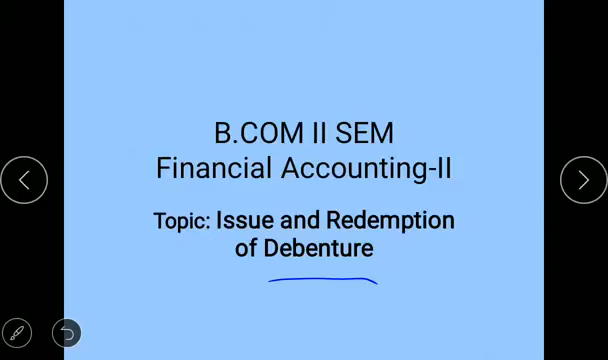 B.COM II SEM
Financial Accounting-II
Topic: Issue and Redemption
of Debenture